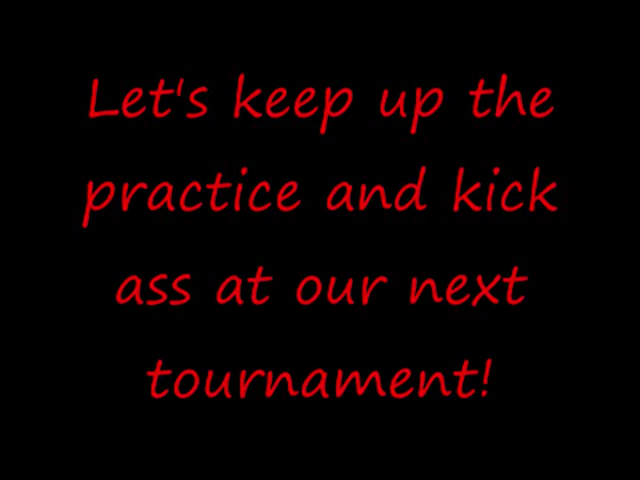 Let's keep up the
practice and kick
ass at our next
tournament!